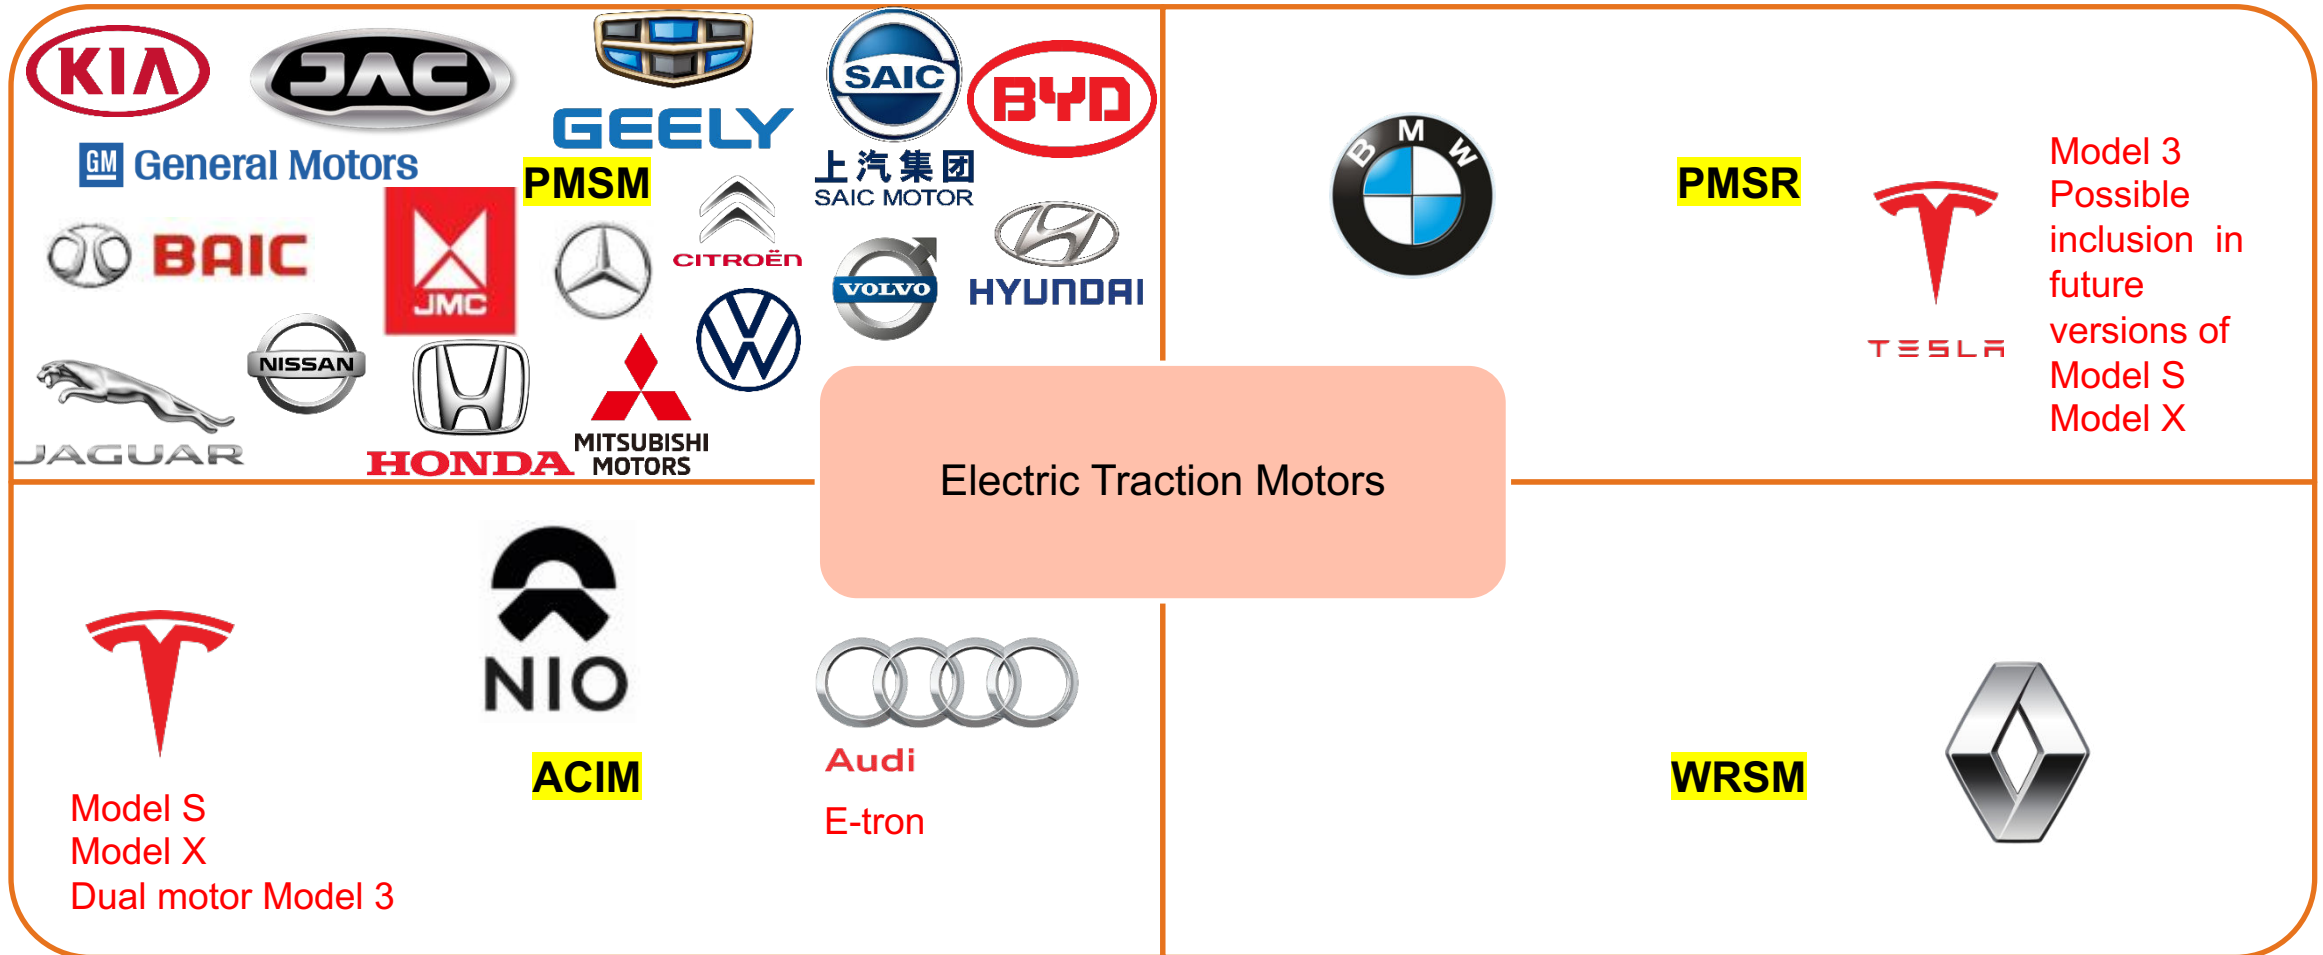 KIA
JAC
GEELY
SAIC
上汽集团
SAIC MOTOR
BYD
GM General Motors
PMSM
BAIC
JMC
CITROËN
VOLVO
HYUNDAI
NISSAN
JAGUAR
HONDA
MITSUBISHI
MOTORS
BMW
PMSR
TESLA
Model 3
Possible
inclusion in
future
versions of
Model S
Model X
Electric Traction Motors
Model S
Model X
Dual motor Model 3
NIO
ACIM
Audi
E-tron
WRSM